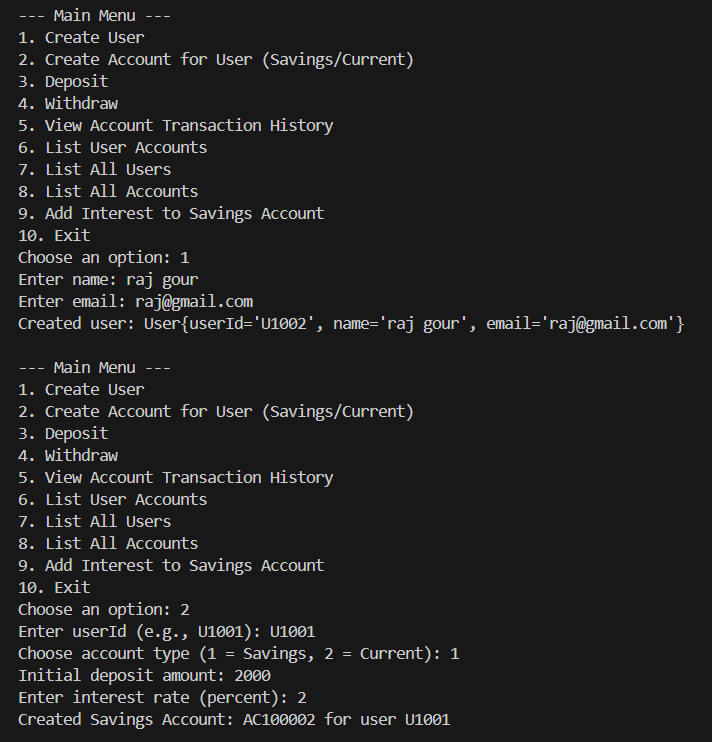 --- Main Menu ---
1. Create User
2. Create Account for User (Savings/Current)
3. Deposit
4. Withdraw
5. View Account Transaction History
6. List User Accounts
7. List All Users
8. List All Accounts
9. Add Interest to Savings Account
10. Exit
Choose an option: 1
Enter name: raj gour
Enter email: raj@gmail.com
Created user: User{userId='U1002', name='raj gour', email='raj@gmail.com'}

--- Main Menu ---
1. Create User
2. Create Account for User (Savings/Current)
3. Deposit
4. Withdraw
5. View Account Transaction History
6. List User Accounts
7. List All Users
8. List All Accounts
9. Add Interest to Savings Account
10. Exit
Choose an option: 2
Enter userId (e.g., U1001): U1001
Choose account type (1 = Savings, 2 = Current): 1
Initial deposit amount: 2000
Enter interest rate (percent): 2
Created Savings Account: AC100002 for user U1001